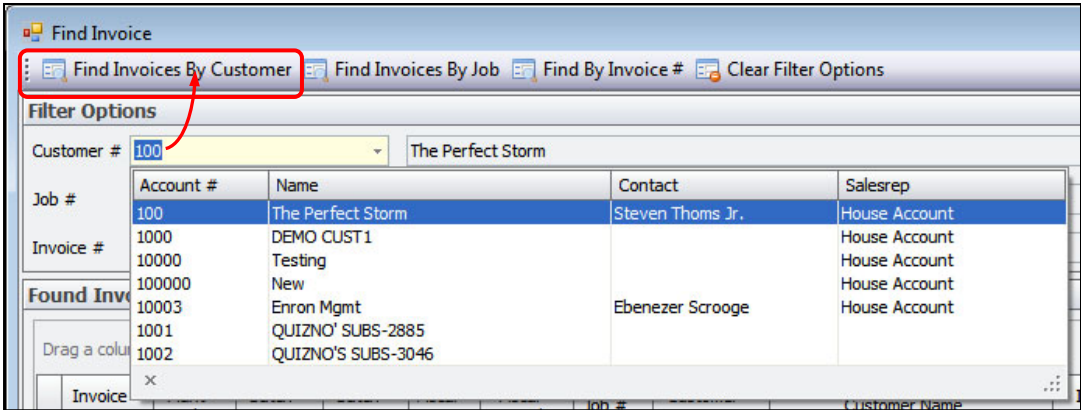 Find Invoice
Find Invoices By Customer Find Invoices By Job Find By Invoice # Clear Filter Options
Filter Options
Customer # 100 The Perfect Storm
Job #
Invoice #
Account # Name Contact Salesrep
100 The Perfect Storm Steven Thoms Jr. House Account
1000 DEMO CUST1 House Account
10000 Testing House Account
100000 New House Account
10003 Enron Mgmt Ebenezer Scrooge House Account
1001 QUIZNO' SUBS-2885
1002 QUIZNO'S SUBS-3046
Found
Drag a
Invoice Job # Customer Name